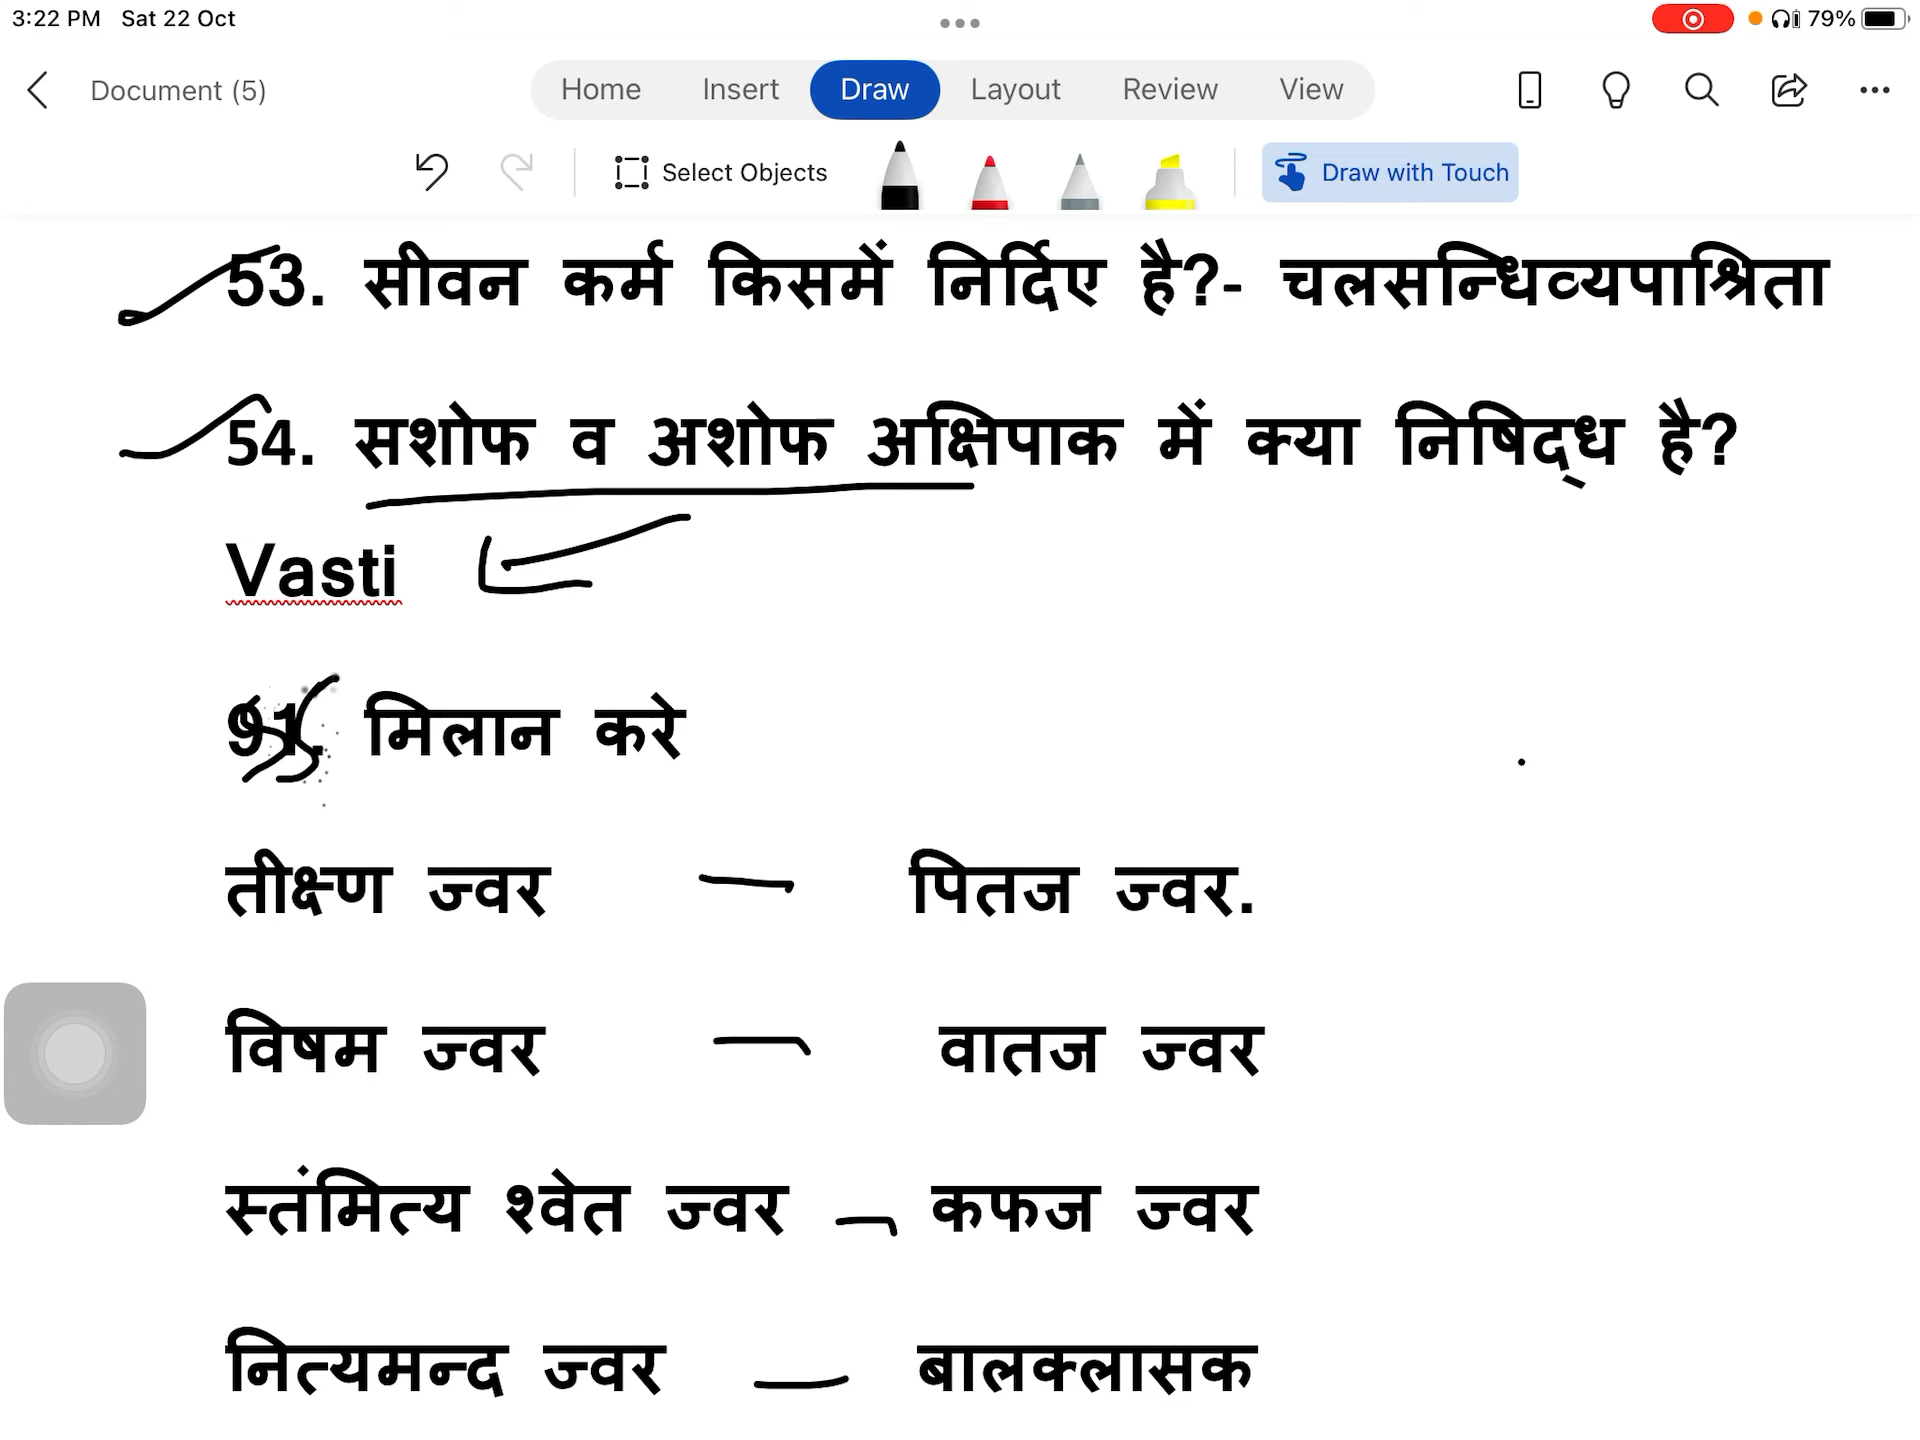 3:22 PM Sat 22 Oct 79%
Document (5) Home Insert Draw Layout Review View
Select Objects Draw with Touch
53. सीवन कर्म किसमें निर्दिए है?- चलसन्धिव्यपाश्रिता
54. सशोफ व अशोफ अक्षिपाक में क्या निषिद्ध है?
Vasti
91. मिलान करे
तीक्ष्ण ज्वर — पितज ज्वर.
विषम ज्वर — वातज ज्वर
स्तंमित्य श्वेत ज्वर — कफज ज्वर
नित्यमन्द ज्वर — बालक्लासक